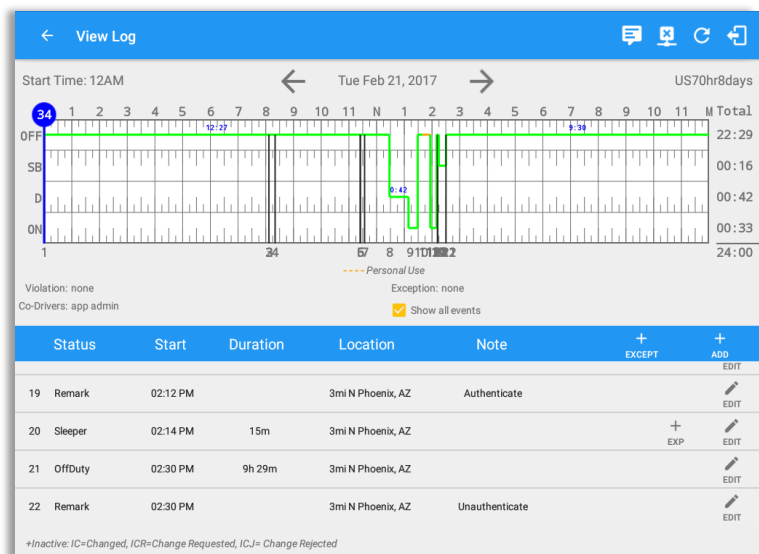 View Log
Start Time: 12AM Tue Feb 21, 2017 US70hr8days
34 1 2 3 4 5 6 7 8 9 10 11 N 1 2 3 4 5 6 7 8 9 10 11 M Total
OFF 12:27 9:30 22:29
SB 00:16
D 0:42 00:42
ON 00:33
1 8 24:00
Personal Use
Violation: none Exception: none
Co-Drivers: app admin Show all events
Status Start Duration Location Note + EXCEPT + ADD
EDIT
19 Remark 02:12 PM 3mi N Phoenix, AZ Authenticate EDIT
20 Sleeper 02:14 PM 15m 3mi N Phoenix, AZ + EXP EDIT
21 OffDuty 02:30 PM 9h 29m 3mi N Phoenix, AZ EDIT
22 Remark 02:30 PM 3mi N Phoenix, AZ Unauthenticate EDIT
+Inactive: IC=Changed, ICR=Change Requested, ICJ= Change Rejected